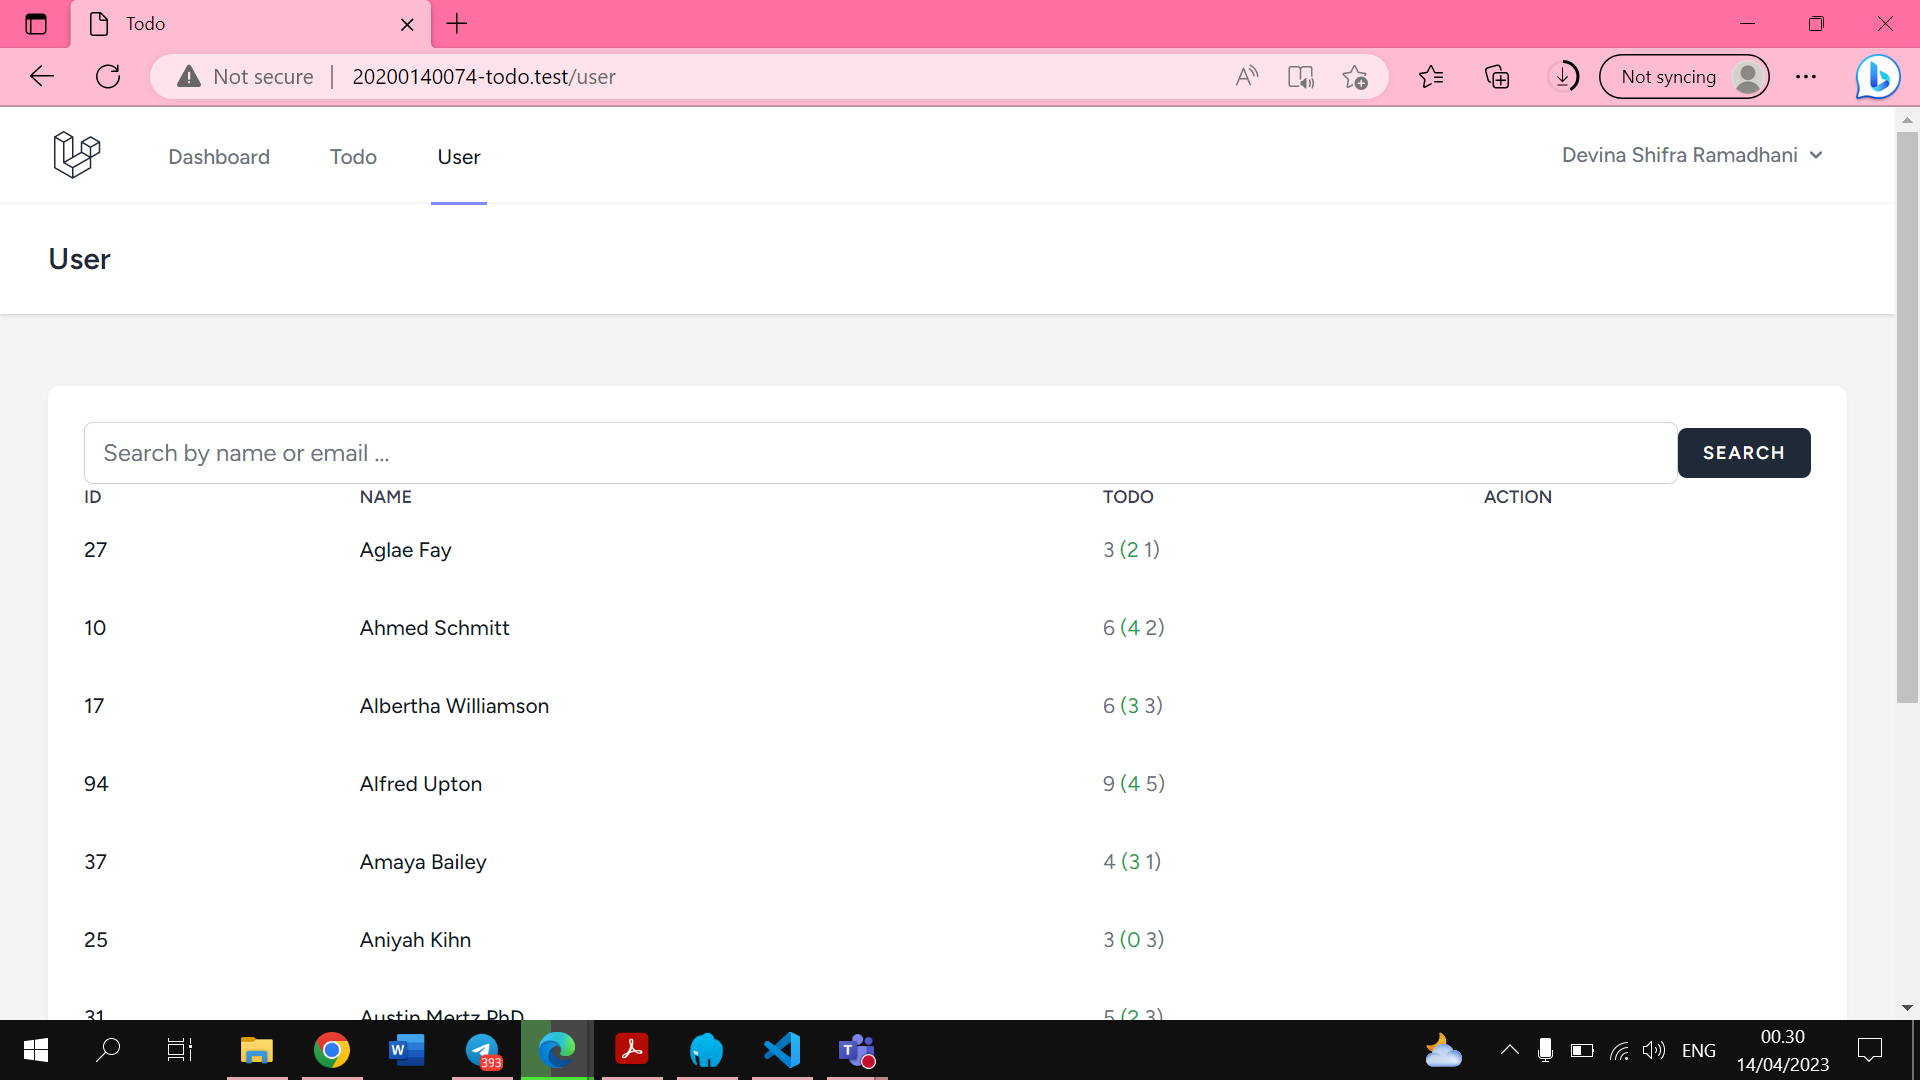 Todo
Not secure 20200140074-todo.test/user
Not syncing
Dashboard Todo User Devina Shifra Ramadhani
User
Search by name or email ... SEARCH
ID NAME TODO ACTION
27 Aglae Fay 3 (2 1)
10 Ahmed Schmitt 6 (4 2)
17 Albertha Williamson 6 (3 3)
94 Alfred Upton 9 (4 5)
37 Amaya Bailey 4 (3 1)
25 Aniyah Kihn 3 (0 3)
31 Austin Mertz PhD 5 (2 3)
393
ENG
00.30
14/04/2023